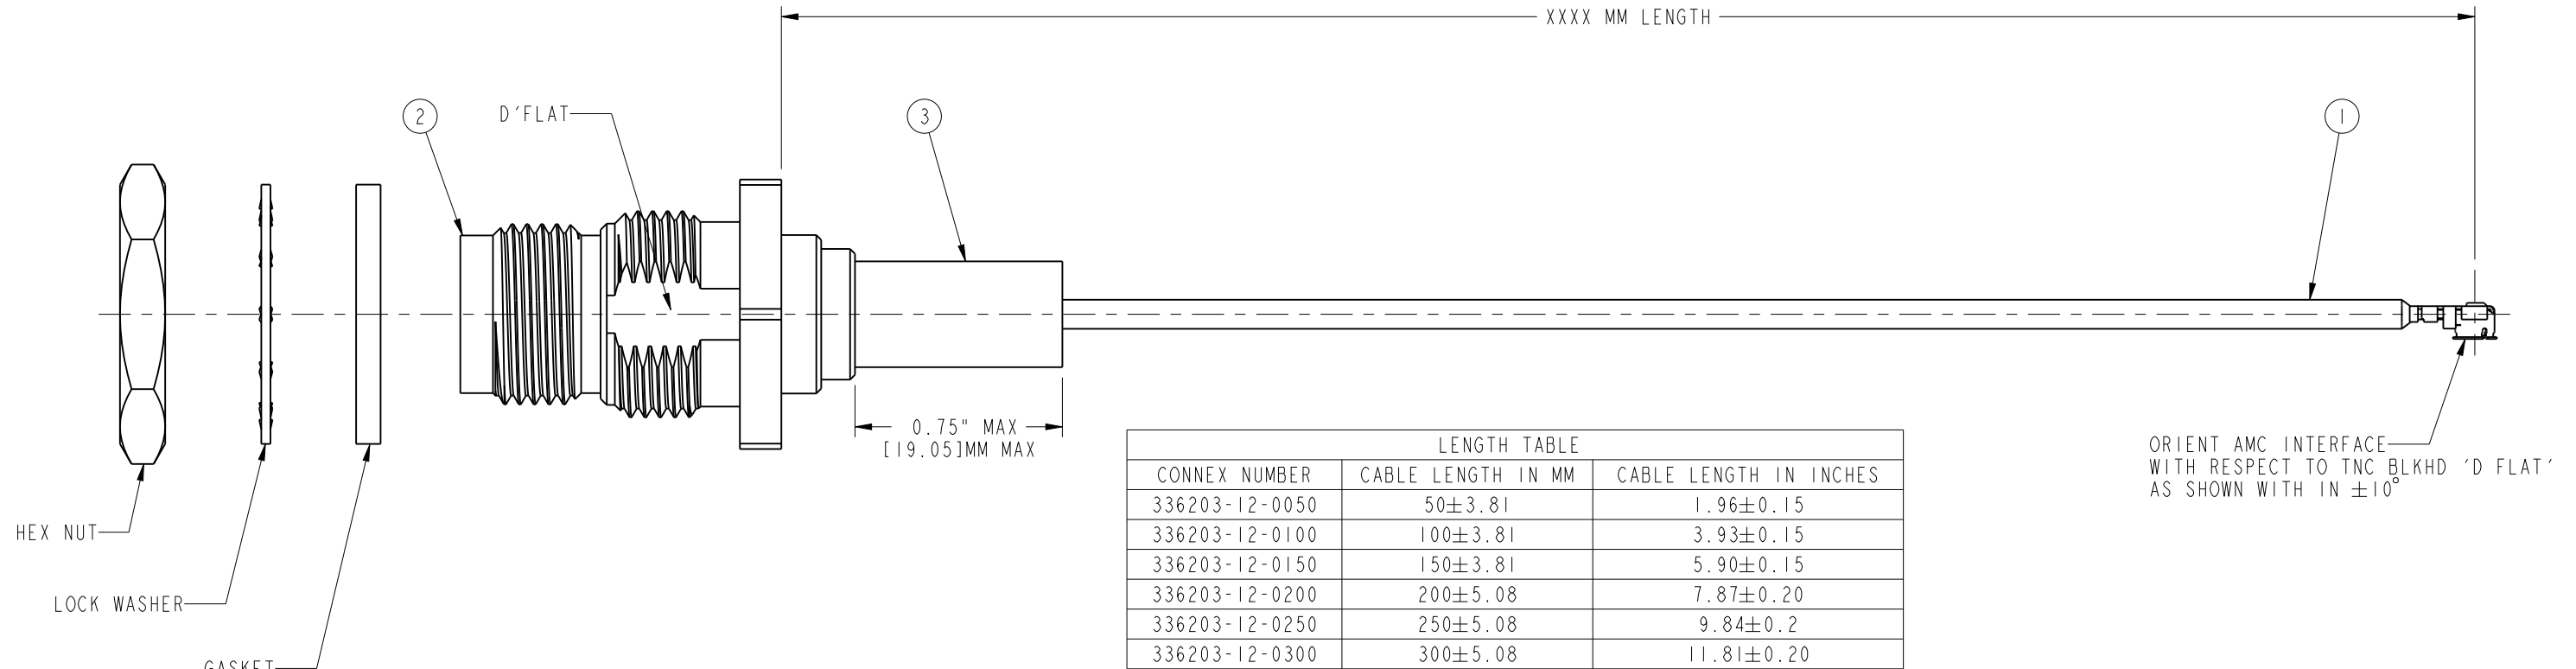 XXXX MM LENGTH
2
D'FLAT
3
1
0.75" MAX
[19.05]MM MAX
HEX NUT
LOCK WASHER
GASKET
LENGTH TABLE
CONNEX NUMBER CABLE LENGTH IN MM CABLE LENGTH IN INCHES
336203-12-0050 50±3.81 1.96±0.15
336203-12-0100 100±3.81 3.93±0.15
336203-12-0150 150±3.81 5.90±0.15
336203-12-0200 200±5.08 7.87±0.20
336203-12-0250 250±5.08 9.84±0.2
336203-12-0300 300±5.08 11.81±0.20
ORIENT AMC INTERFACE
WITH RESPECT TO TNC BLKHD 'D FLAT'
AS SHOWN WITH IN ±10°